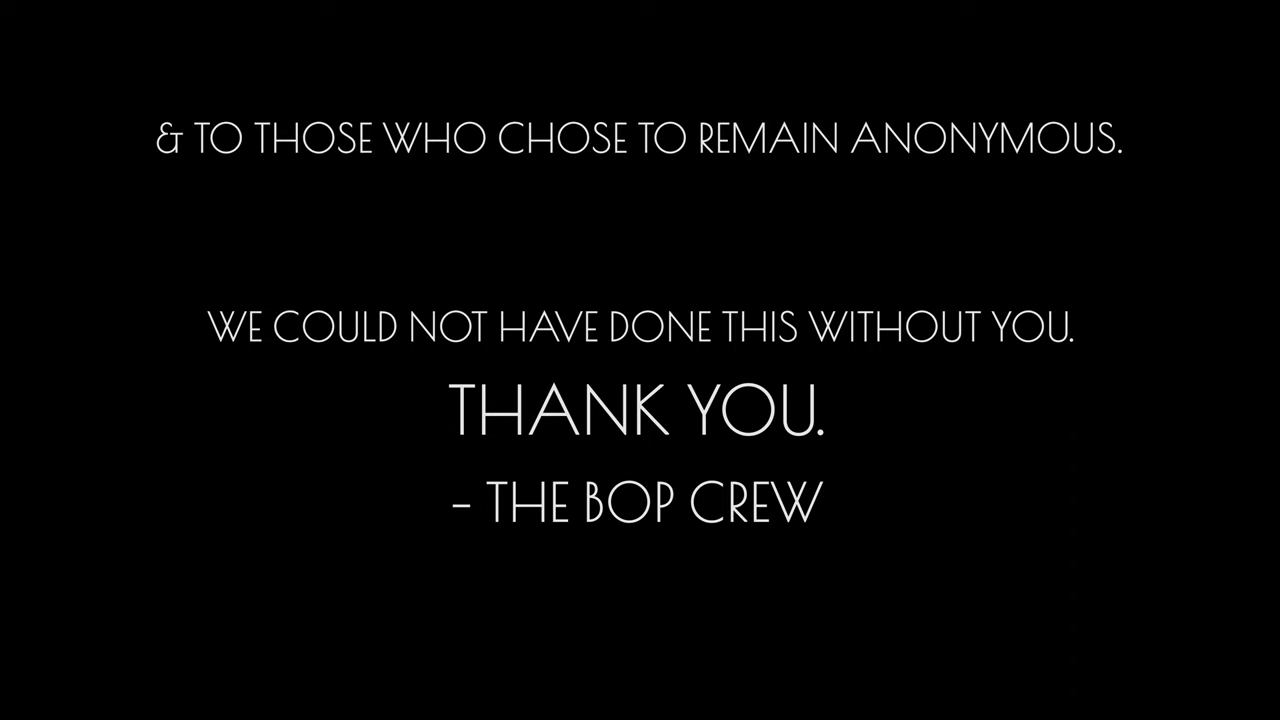 & TO THOSE WHO CHOSE TO REMAIN ANONYMOUS.
WE COULD NOT HAVE DONE THIS WITHOUT YOU.
THANK YOU.
- THE BOP CREW